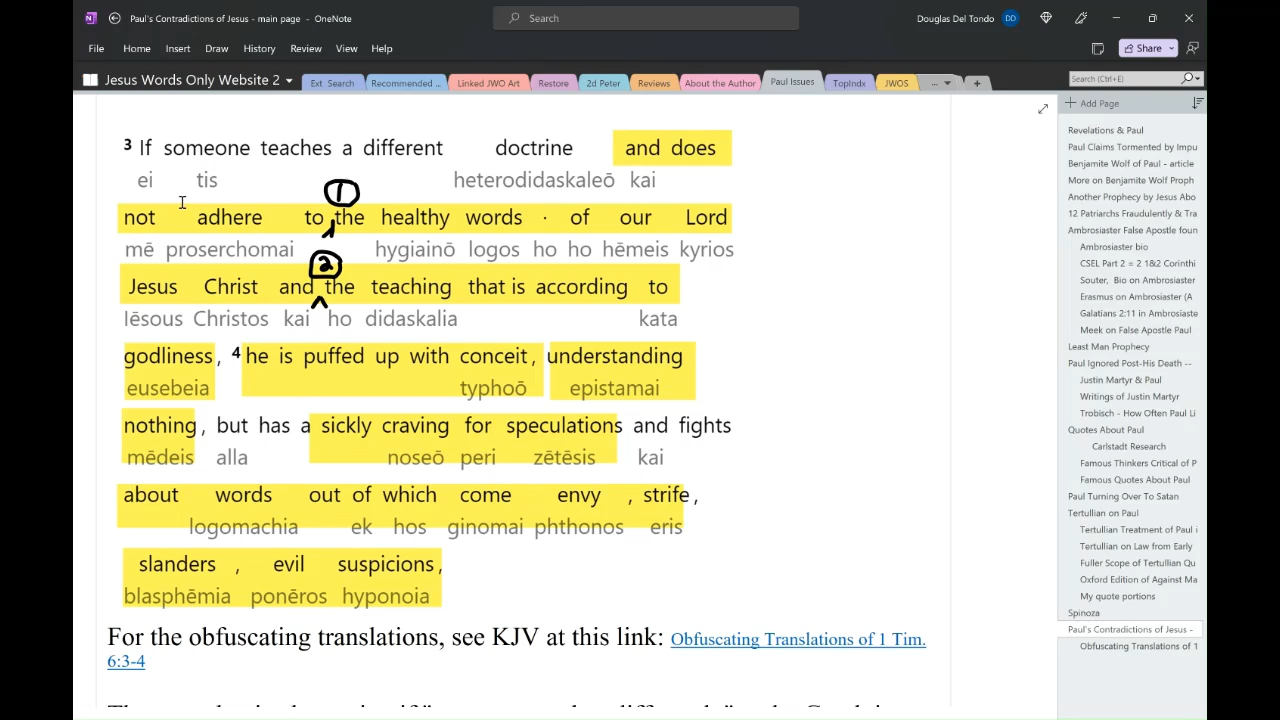 Paul's Contradictions of Jesus - main page - OneNote
Search
Douglas Del Tondo DD
File Home Insert Draw History Review View Help
Share
Jesus Words Only Website 2
Ext Search Recommended ... Linked JWO Art Restore 2d Peter Reviews About the Author Paul Issues TopIndx JWOS ... +
Search (Ctrl+E)
3 If someone teaches a different doctrine and does
ei tis heterodidaskaleō kai
1
not adhere to the healthy words · of our Lord
mē proserchomai hygiainō logos ho ho hēmeis kyrios
2
Jesus Christ and the teaching that is according to
Iēsous Christos kai ho didaskalia kata
godliness, 4 he is puffed up with conceit, understanding
eusebeia typhoō epistamai
nothing, but has a sickly craving for speculations and fights
mēdeis alla noseō peri zētēsis kai
about words out of which come envy , strife,
logomachia ek hos ginomai phthonos eris
slanders , evil suspicions,
blasphēmia ponēros hyponoia
For the obfuscating translations, see KJV at this link: Obfuscating Translations of 1 Tim.
6:3-4
+ Add Page
Revelations & Paul
Paul Claims Tormented by Impu
Benjamite Wolf of Paul - article
More on Benjamite Wolf Proph
Another Prophecy by Jesus Abo
12 Patriarchs Fraudulently & Tra
Ambrosiaster False Apostle foun
Ambrosiaster bio
CSEL Part 2 = 2 1&2 Corinthi
Souter, Bio on Ambrosiaster
Erasmus on Ambrosiaster (A
Galatians 2:11 in Ambrosiaste
Meek on False Apostle Paul
Least Man Prophecy
Paul Ignored Post-His Death --
Justin Martyr & Paul
Writings of Justin Martyr
Trobisch - How Often Paul Li
Quotes About Paul
Carlstadt Research
Famous Thinkers Critical of P
Famous Quotes About Paul
Paul Turning Over To Satan
Tertullian on Paul
Tertullian Treatment of Paul i
Tertullian on Law from Early
Fuller Scope of Tertullian Qu
Oxford Edition of Against Ma
My quote portions
Spinoza
Paul's Contradictions of Jesus -
Obfuscating Translations of 1